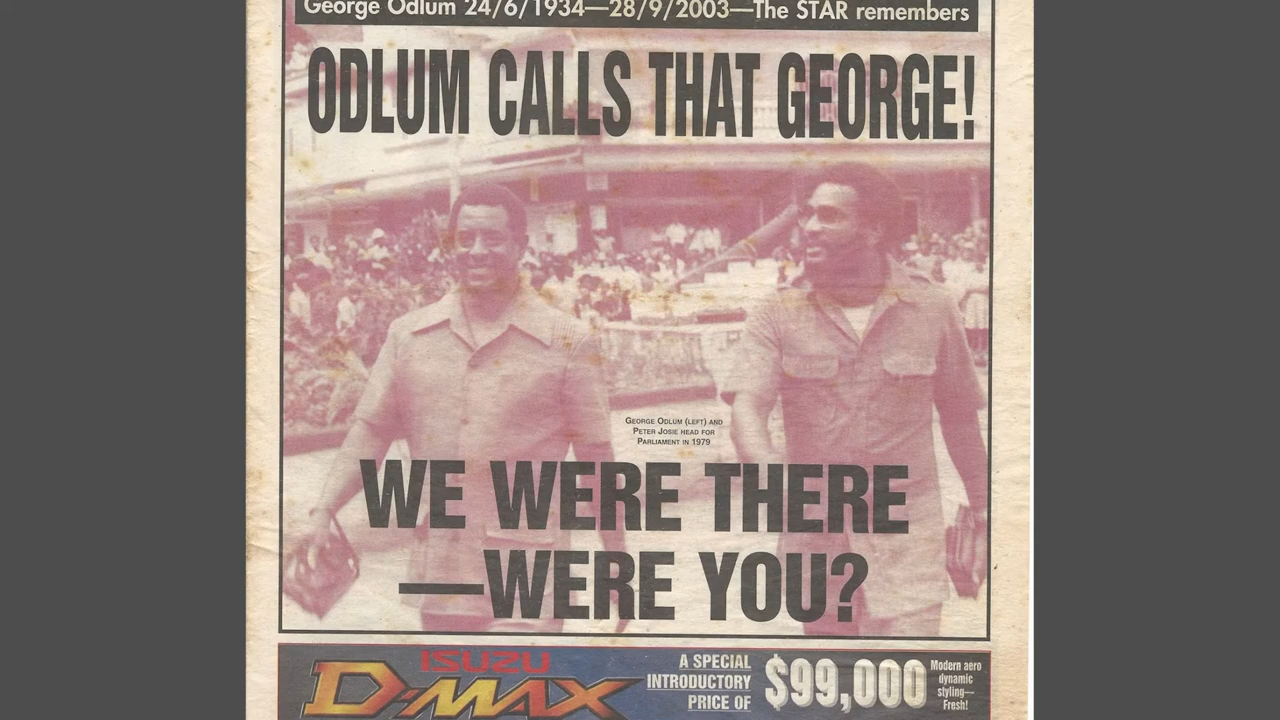 George Odlum 24/6/1934—28/9/2003—The STAR remembers
ODLUM CALLS THAT GEORGE!
GEORGE ODLUM (LEFT) AND
PETER JOSIE HEAD FOR
PARLIAMENT IN 1979
WE WERE THERE
—WERE YOU?
ISUZU
D-MAX
A SPECIAL
INTRODUCTORY
PRICE OF
$99,000
Modern aero
dynamic
styling—
Fresh!